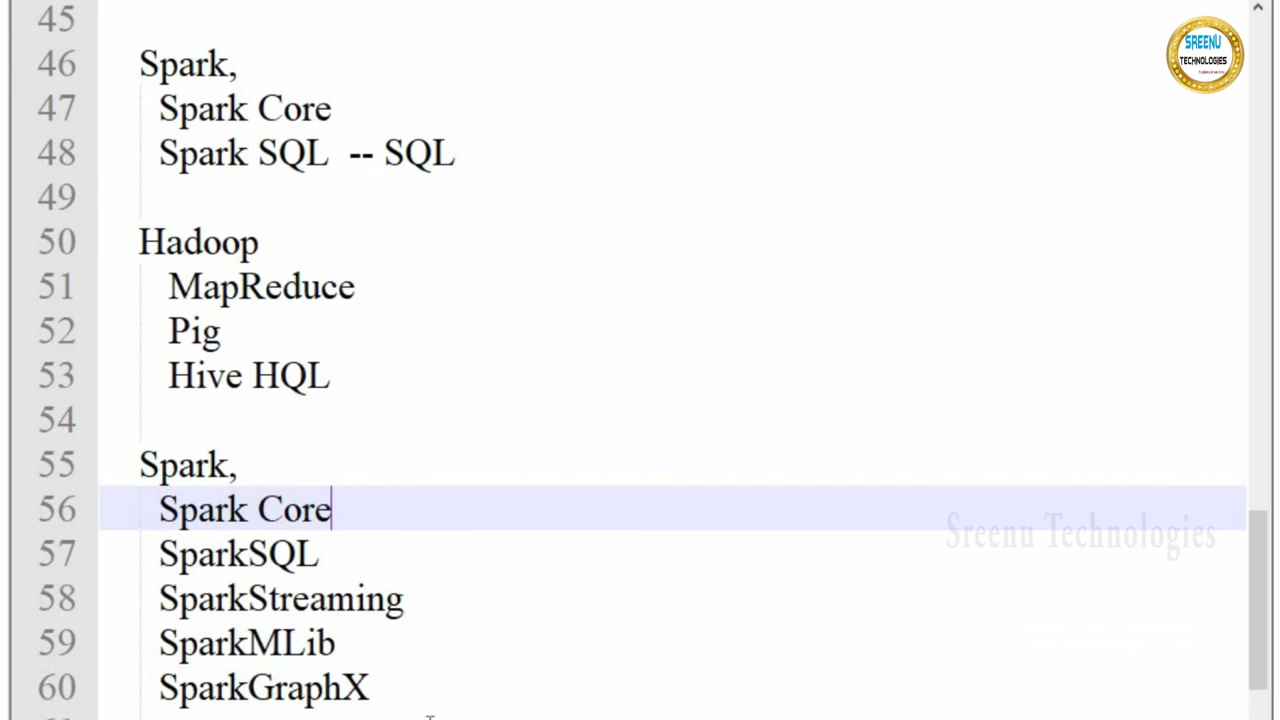 45
46 Spark,
47 Spark Core
48 Spark SQL -- SQL
49
50 Hadoop
51 MapReduce
52 Pig
53 Hive HQL
54
55 Spark,
56 Spark Core
57 SparkSQL
58 SparkStreaming
59 SparkMLib
60 SparkGraphX
SREENU
TECHNOLOGIES
Sreenu Technologies